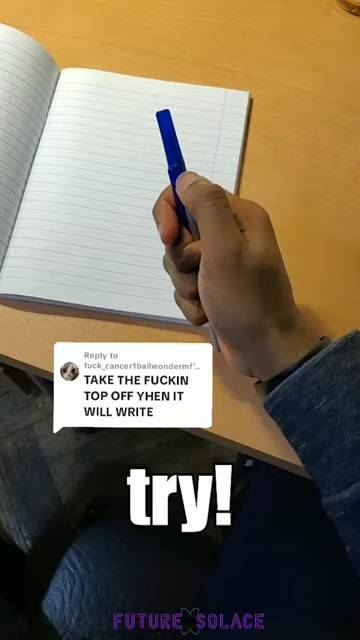 Reply to
fuck_cancer1ballwondermf'...
TAKE THE FUCKIN
TOP OFF YHEN IT
WILL WRITE
try!
FUTURE SOLACE